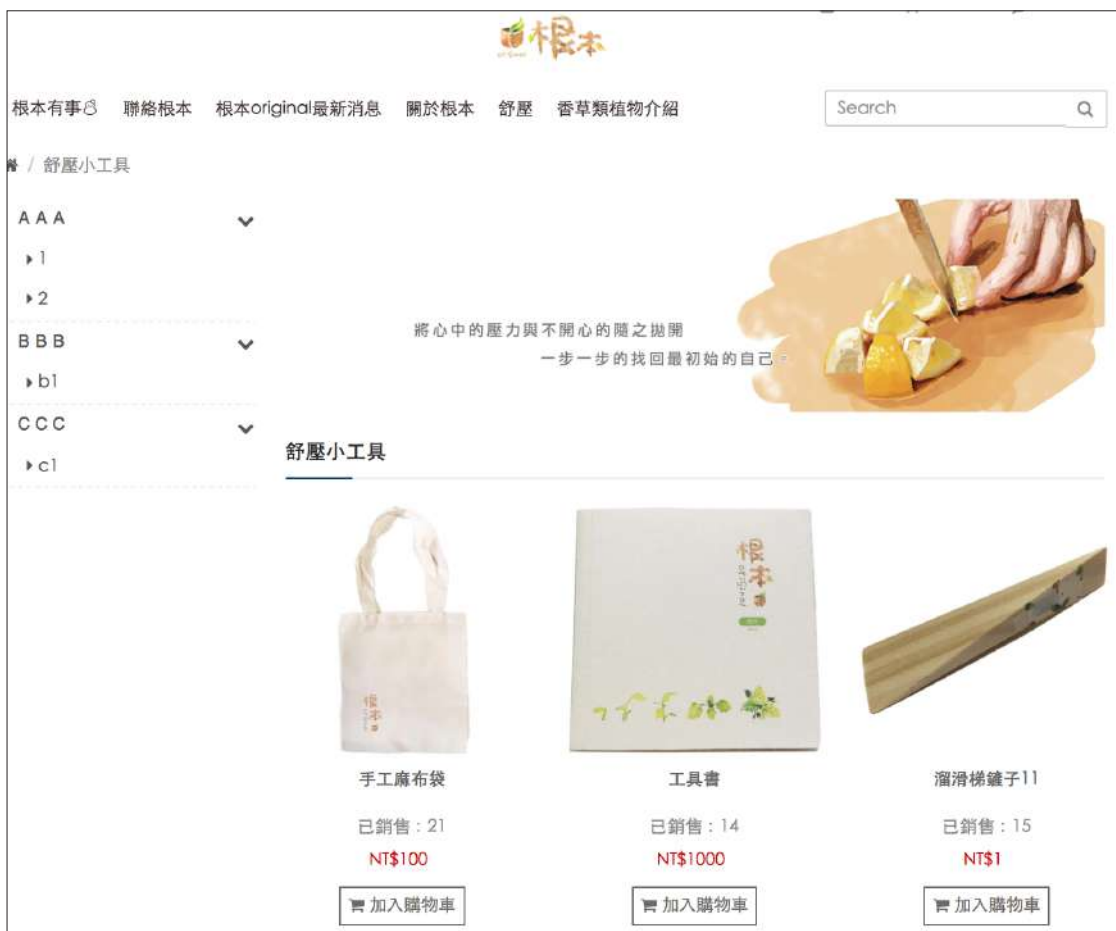 根本
根本有事 聯絡根本 根本original最新消息 關於根本 舒壓 香草類植物介紹 Search
/ 舒壓小工具
A A A
1
2
B B B
b1
C C C
c1
將心中的壓力與不開心的隨之拋開
一步一步的找回最初始的自己。
舒壓小工具
根本
original
根本
original
手工麻布袋 工具書 溜滑梯鏟子11
已銷售：21 已銷售：14 已銷售：15
NT$100 NT$1000 NT$1
加入購物車 加入購物車 加入購物車